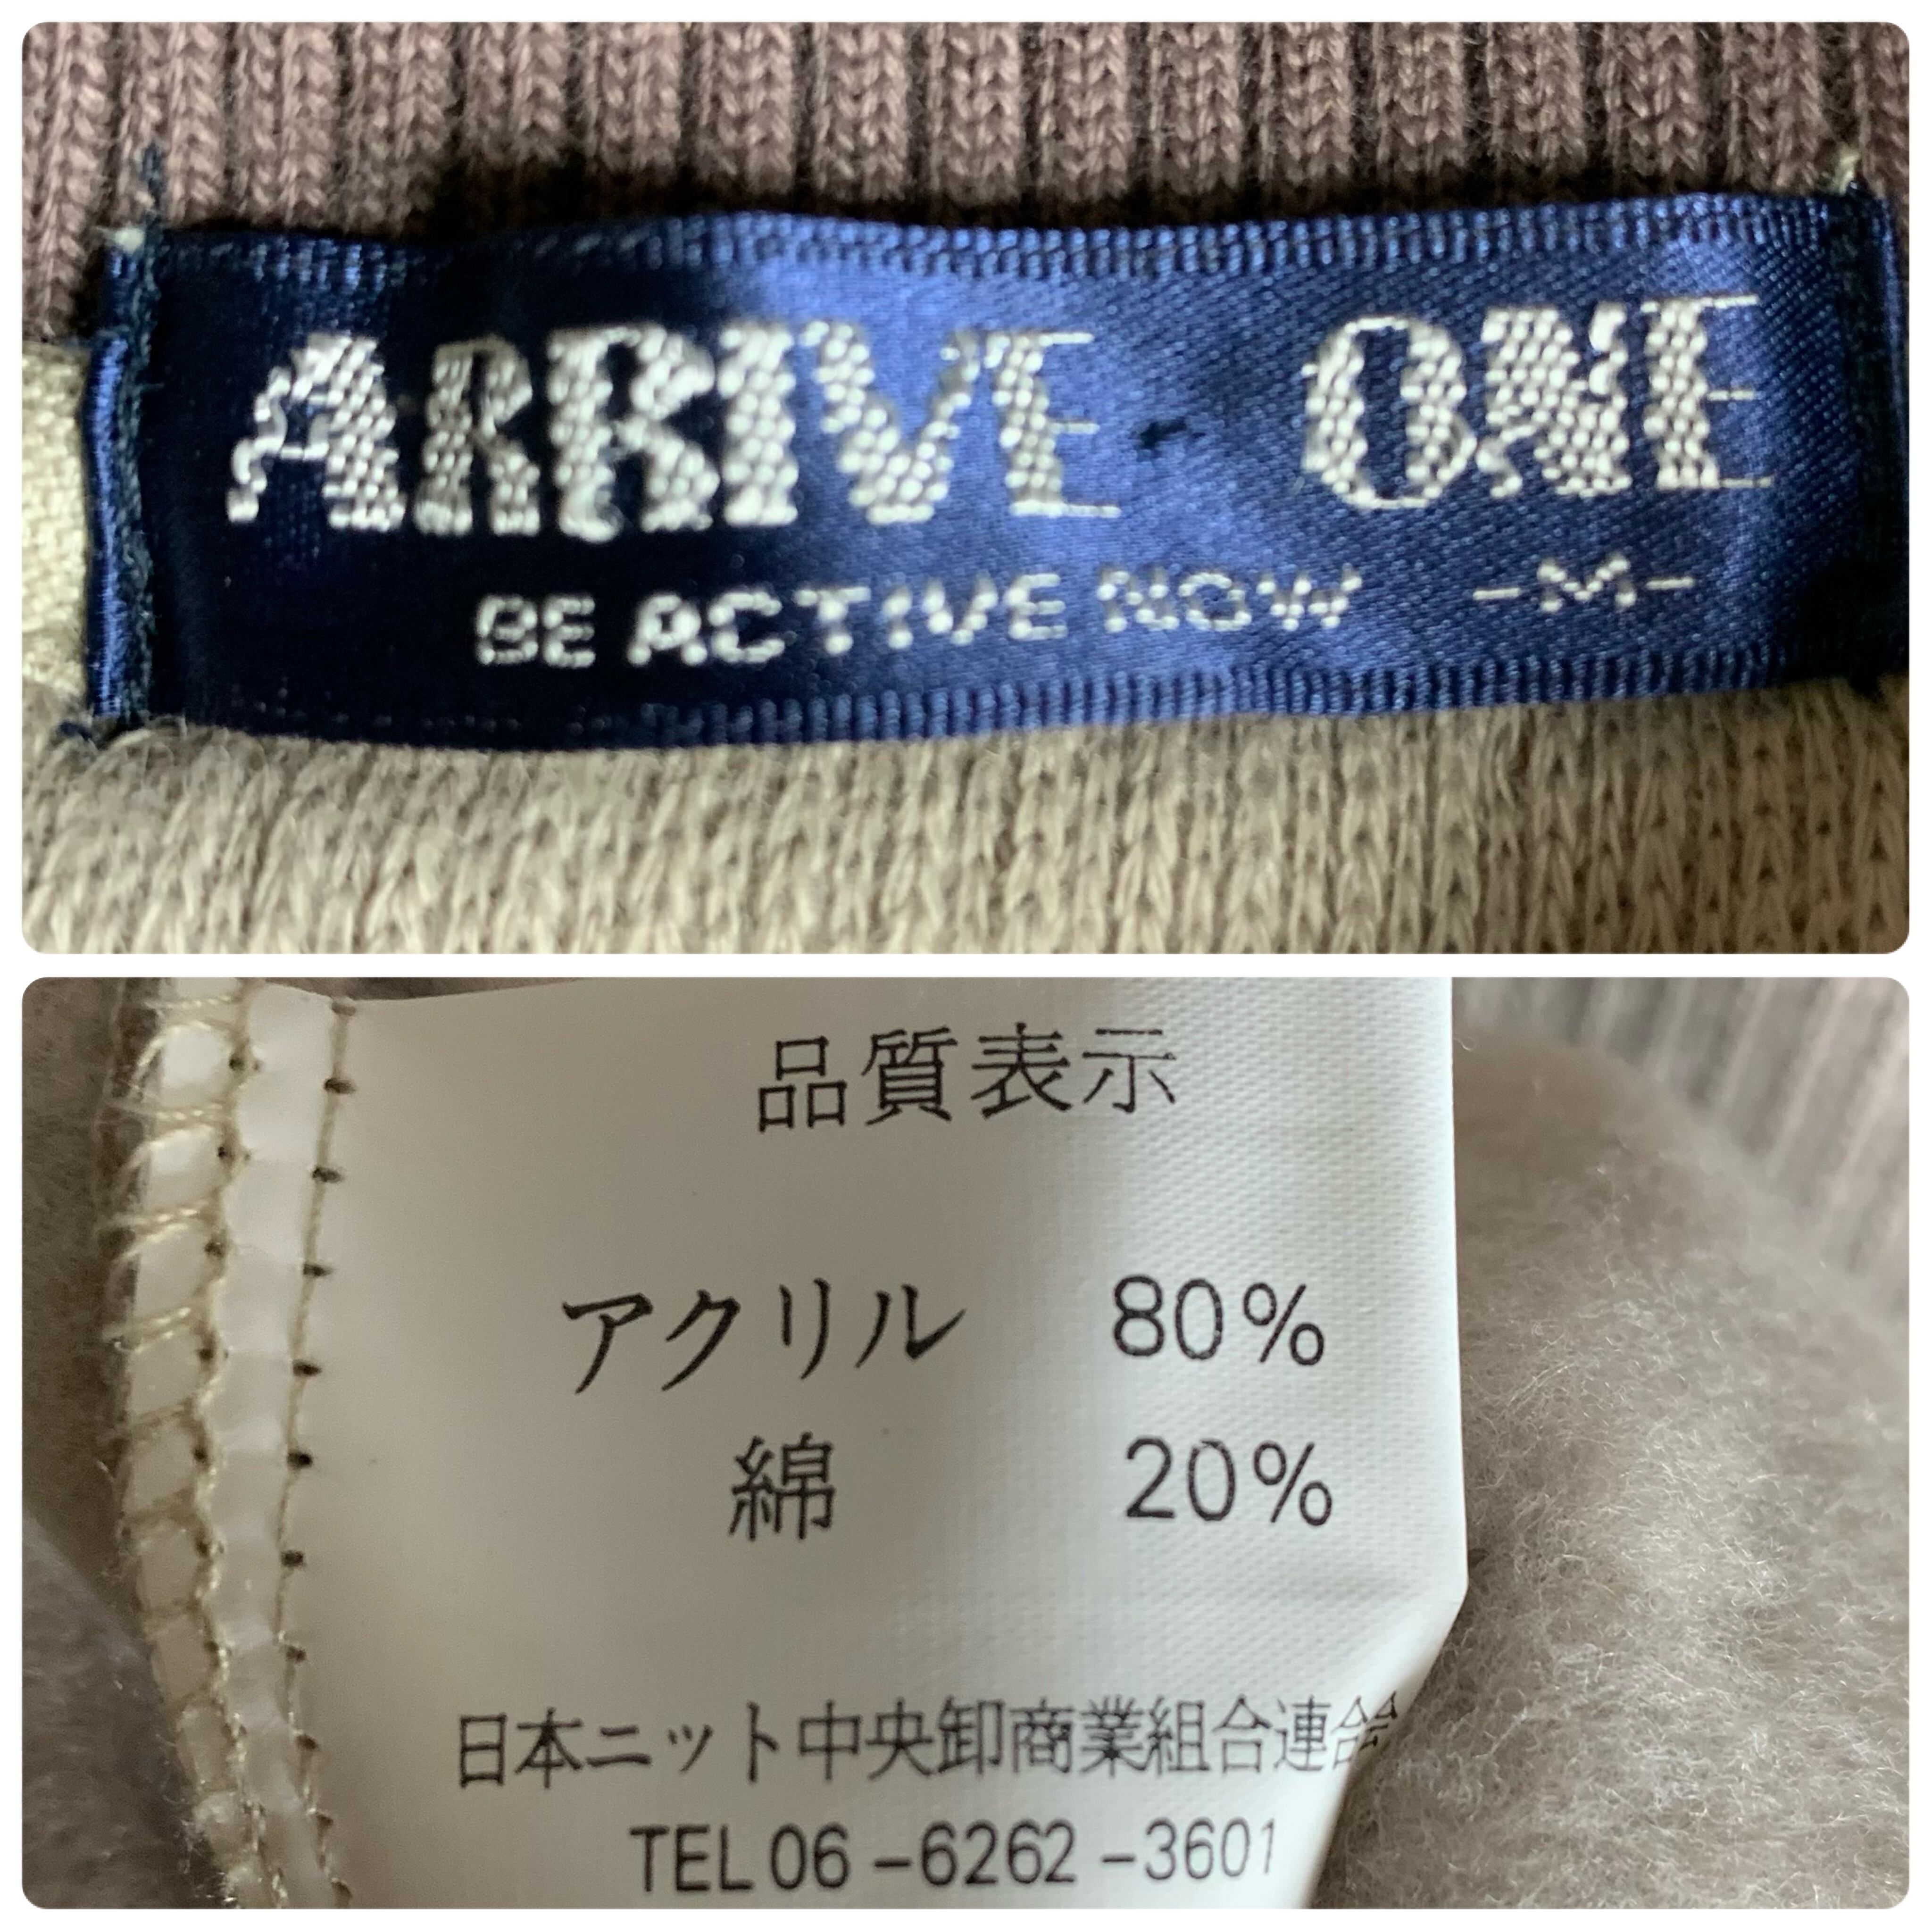 ARRIVE ONE
BE ACTIVE NOW -M-
品質表示
アクリル 80%
綿 20%
日本ニット中央卸商業組合連合会
TEL 06-6262-3601